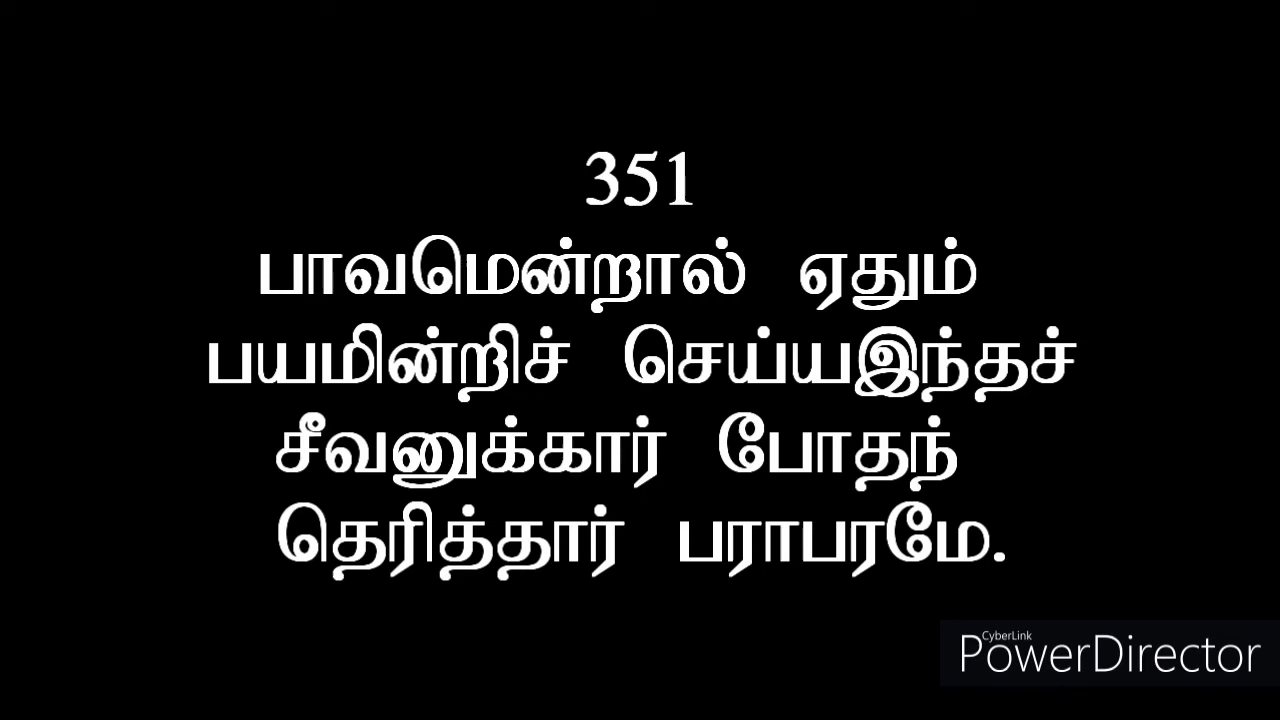 351
பாவமென்றால் ஏதும்
பயமின்றிச் செய்யஇந்தச்
சீவனுக்கார் போதந்
தெரித்தார் பராபரமே.
CyberLink
PowerDirector